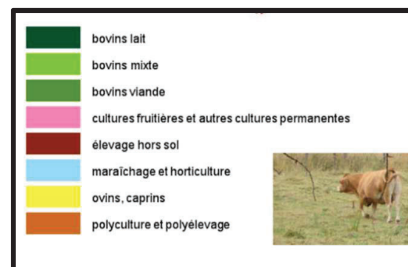 bovins lait
bovins mixte
bovins viande
cultures fruitières et autres cultures permanentes
élevage hors sol
maraîchage et horticulture
ovins, caprins
polyculture et polyélevage